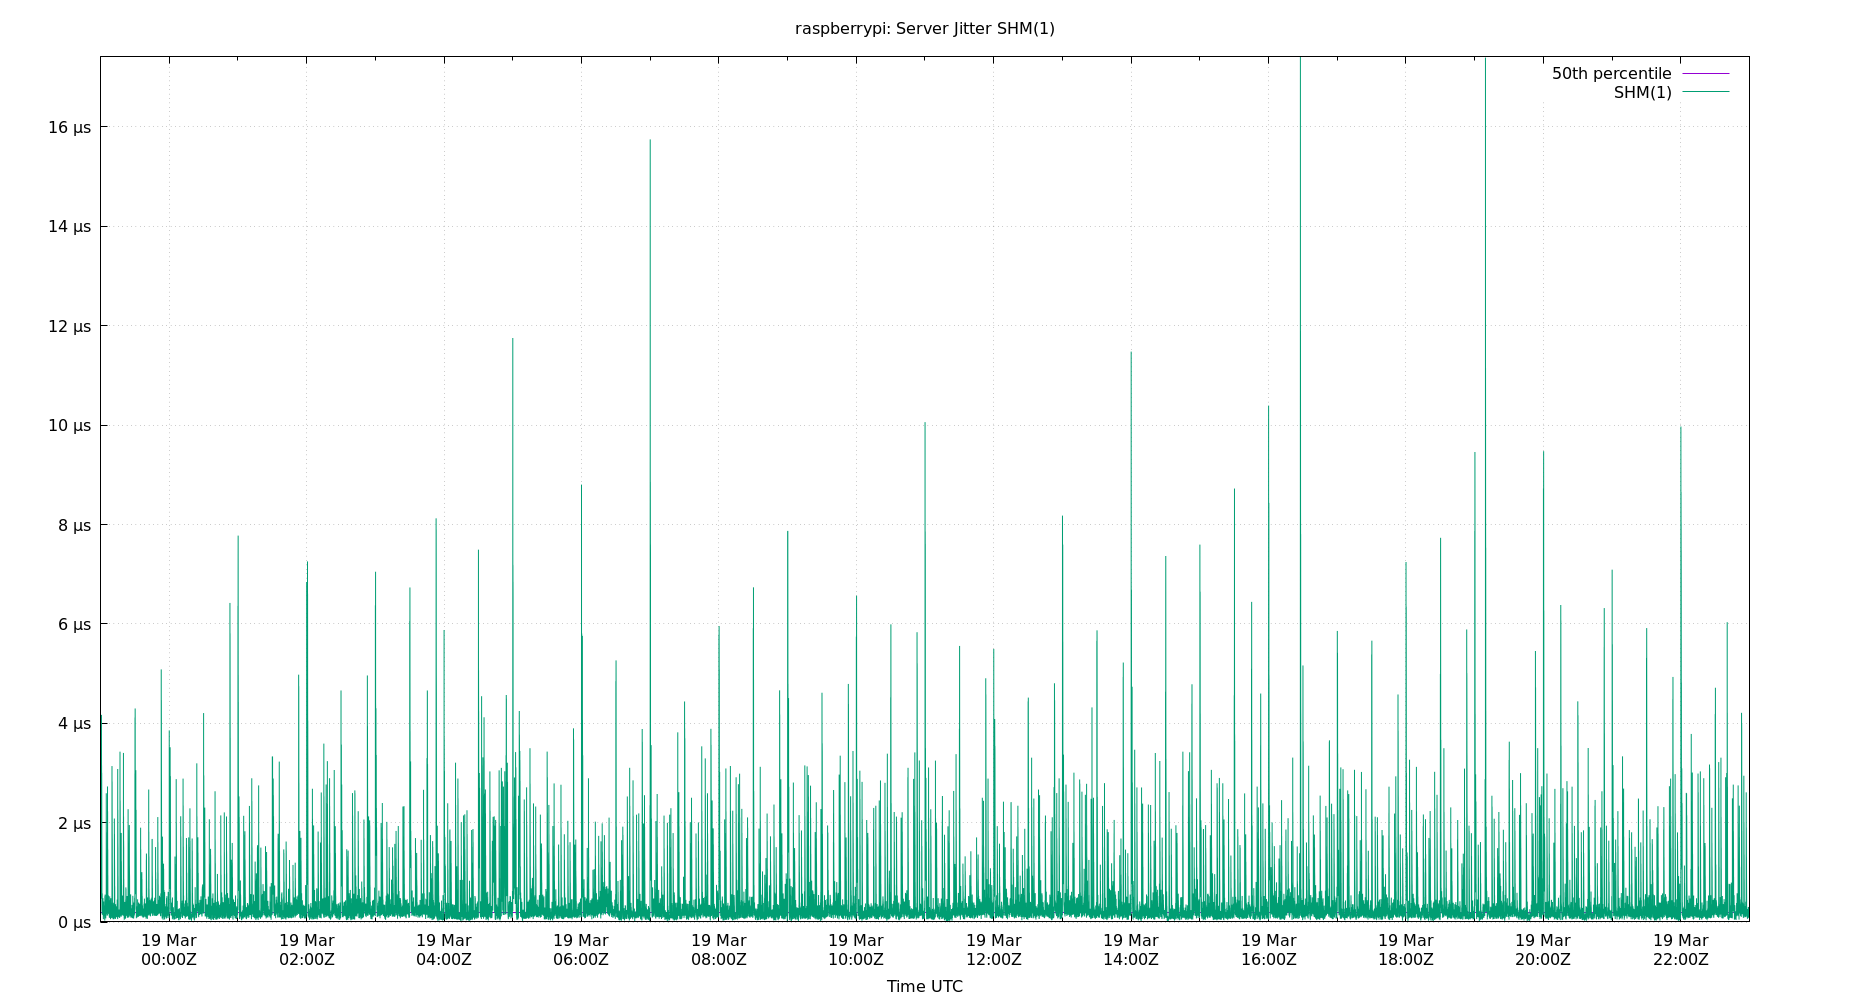 raspberrypi: Server Jitter SHM(1)
50th percentile
SHM(1)
16 µs
14 µs
12 µs
10 µs
8 µs
6 µs
4 µs
2 µs
0 µs
19 Mar 19 Mar 19 Mar 19 Mar 19 Mar 19 Mar 19 Mar 19 Mar 19 Mar 19 Mar 19 Mar 19 Mar
00:00Z 02:00Z 04:00Z 06:00Z 08:00Z 10:00Z 12:00Z 14:00Z 16:00Z 18:00Z 20:00Z 22:00Z
Time UTC